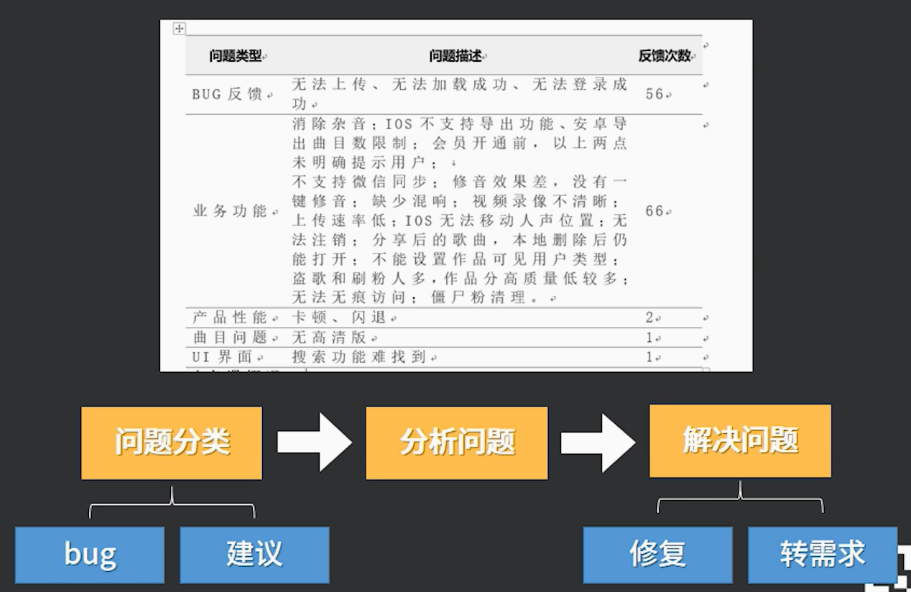 问题类型 问题描述 反馈次数
BUG反馈 无法上传、无法加载成功、无法登录成 56
功
消除杂音;IOS不支持导出功能、安卓导
出曲目数限制;会员开通前,以上两点
未明确提示用户;
不支持微信同步;修音效果差,没有一
键修音;缺少混响;视频录像不清晰;
业务功能 上传速率低;IOS无法移动人声位置;无 66
法注销;分享后的歌曲,本地删除后仍
能打开;不能设置作品可见用户类型;
盗歌和刷粉人多,作品分高质量低较多;
无法无痕访问;僵尸粉清理。
产品性能 卡顿、闪退 2
曲目问题 无高清版 1
UI界面 搜索功能难找到 1
问题分类 分析问题 解决问题
bug 建议 修复 转需求